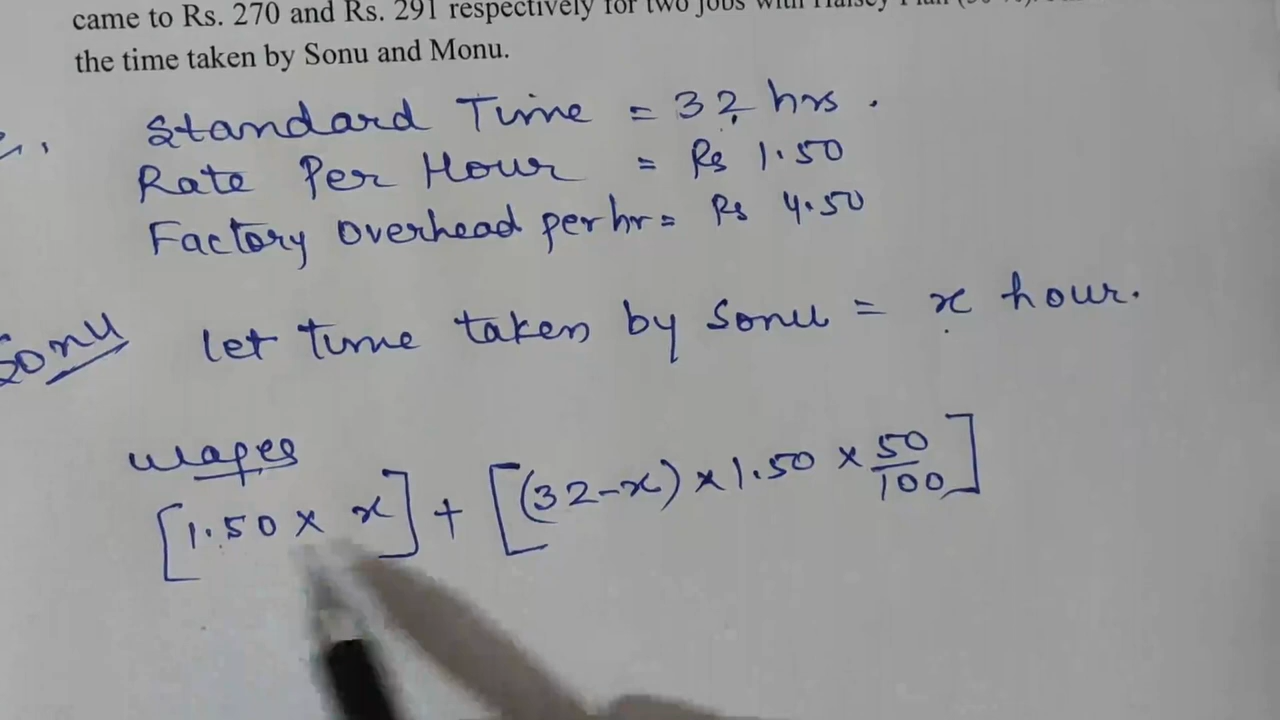 came to Rs. 270 and Rs. 291 respectively for two jobs with Halsey Plan
the time taken by Sonu and Monu.
Standard Time = 32 hrs.
Rate Per Hour = Rs 1.50
Factory overhead per hr = Rs 4.50
Sonu let time taken by Sonu = x hour.
Wages
[1.50 × x] + [(32-x) × 1.50 × 50/100]